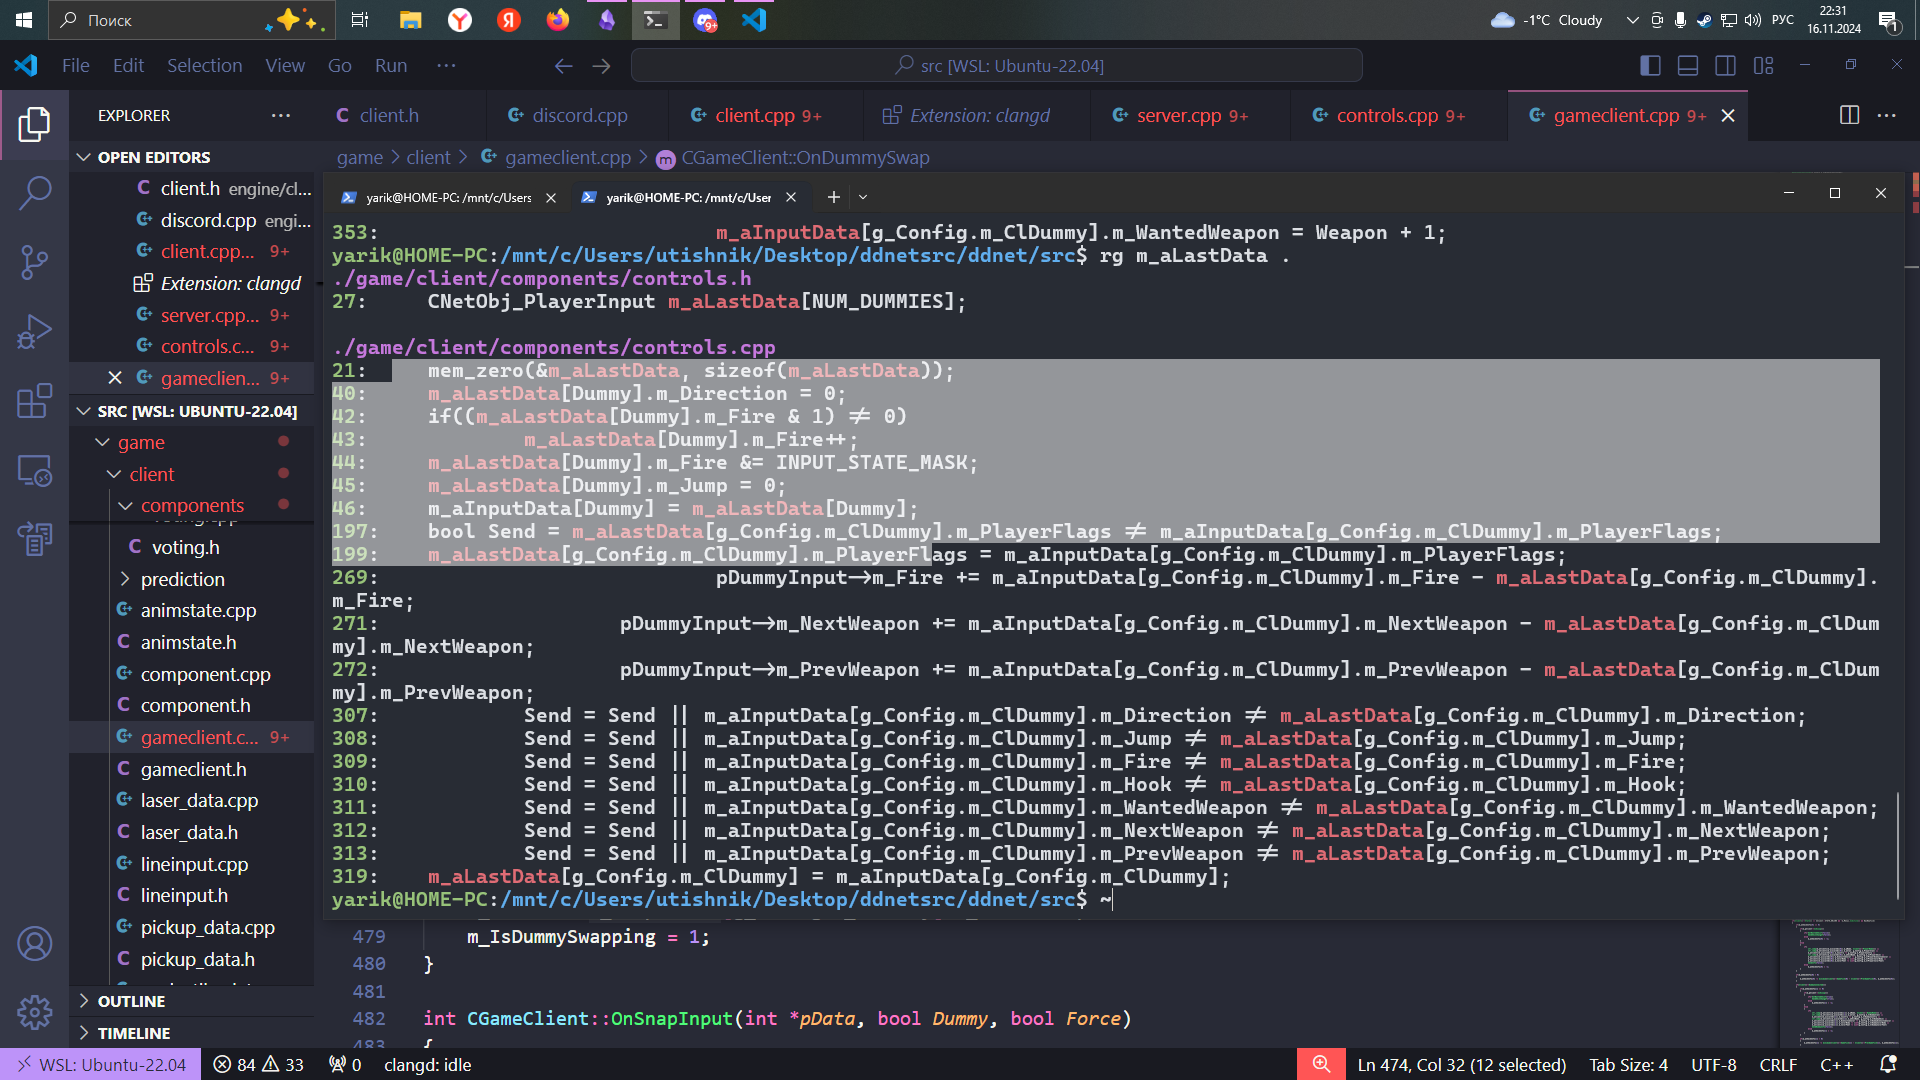 Поиск
9+
-1°C Cloudy
РУС
22:31
16.11.2024
1
File Edit Selection View Go Run ···
src [WSL: Ubuntu-22.04]
EXPLORER
client.h
discord.cpp
client.cpp 9+
Extension: clangd
server.cpp 9+
controls.cpp 9+
gameclient.cpp 9+
game > client > gameclient.cpp > m CGameClient::OnDummySwap
OPEN EDITORS
client.h engine/cl...
discord.cpp engi...
client.cpp... 9+
Extension: clangd
server.cpp... 9+
controls.c... 9+
gameclien... 9+
SRC [WSL: UBUNTU-22.04]
game
client
components
voting.cpp
voting.h
prediction
animstate.cpp
animstate.h
component.cpp
component.h
gameclient.c... 9+
gameclient.h
laser_data.cpp
laser_data.h
lineinput.cpp
lineinput.h
pickup_data.cpp
pickup_data.h
OUTLINE
TIMELINE
yarik@HOME-PC: /mnt/c/Users
yarik@HOME-PC: /mnt/c/User
353: m_aInputData[g_Config.m_ClDummy].m_WantedWeapon = Weapon + 1;
yarik@HOME-PC:/mnt/c/Users/utishnik/Desktop/ddnetsrc/ddnet/src$ rg m_aLastData .
./game/client/components/controls.h
27: CNetObj_PlayerInput m_aLastData[NUM_DUMMIES];
./game/client/components/controls.cpp
21: mem_zero(&m_aLastData, sizeof(m_aLastData));
40: m_aLastData[Dummy].m_Direction = 0;
42: if((m_aLastData[Dummy].m_Fire & 1) != 0)
43: m_aLastData[Dummy].m_Fire++;
44: m_aLastData[Dummy].m_Fire &= INPUT_STATE_MASK;
45: m_aLastData[Dummy].m_Jump = 0;
46: m_aInputData[Dummy] = m_aLastData[Dummy];
197: bool Send = m_aLastData[g_Config.m_ClDummy].m_PlayerFlags != m_aInputData[g_Config.m_ClDummy].m_PlayerFlags;
199: m_aLastData[g_Config.m_ClDummy].m_PlayerFlags = m_aInputData[g_Config.m_ClDummy].m_PlayerFlags;
269: pDummyInput->m_Fire += m_aInputData[g_Config.m_ClDummy].m_Fire - m_aLastData[g_Config.m_ClDummy].
m_Fire;
271: pDummyInput->m_NextWeapon += m_aInputData[g_Config.m_ClDummy].m_NextWeapon - m_aLastData[g_Config.m_ClDum
my].m_NextWeapon;
272: pDummyInput->m_PrevWeapon += m_aInputData[g_Config.m_ClDummy].m_PrevWeapon - m_aLastData[g_Config.m_ClDum
my].m_PrevWeapon;
307: Send = Send || m_aInputData[g_Config.m_ClDummy].m_Direction != m_aLastData[g_Config.m_ClDummy].m_Direction;
308: Send = Send || m_aInputData[g_Config.m_ClDummy].m_Jump != m_aLastData[g_Config.m_ClDummy].m_Jump;
309: Send = Send || m_aInputData[g_Config.m_ClDummy].m_Fire != m_aLastData[g_Config.m_ClDummy].m_Fire;
310: Send = Send || m_aInputData[g_Config.m_ClDummy].m_Hook != m_aLastData[g_Config.m_ClDummy].m_Hook;
311: Send = Send || m_aInputData[g_Config.m_ClDummy].m_WantedWeapon != m_aLastData[g_Config.m_ClDummy].m_WantedWeapon;
312: Send = Send || m_aInputData[g_Config.m_ClDummy].m_NextWeapon != m_aLastData[g_Config.m_ClDummy].m_NextWeapon;
313: Send = Send || m_aInputData[g_Config.m_ClDummy].m_PrevWeapon != m_aLastData[g_Config.m_ClDummy].m_PrevWeapon;
319: m_aLastData[g_Config.m_ClDummy] = m_aInputData[g_Config.m_ClDummy];
yarik@HOME-PC:/mnt/c/Users/utishnik/Desktop/ddnetsrc/ddnet/src$ ~
479 m_IsDummySwapping = 1;
480 }
481
482 int CGameClient::OnSnapInput(int *pData, bool Dummy, bool Force)
483 {
WSL: Ubuntu-22.04 84 33 0 clangd: idle
Ln 474, Col 32 (12 selected) Tab Size: 4 UTF-8 CRLF C++